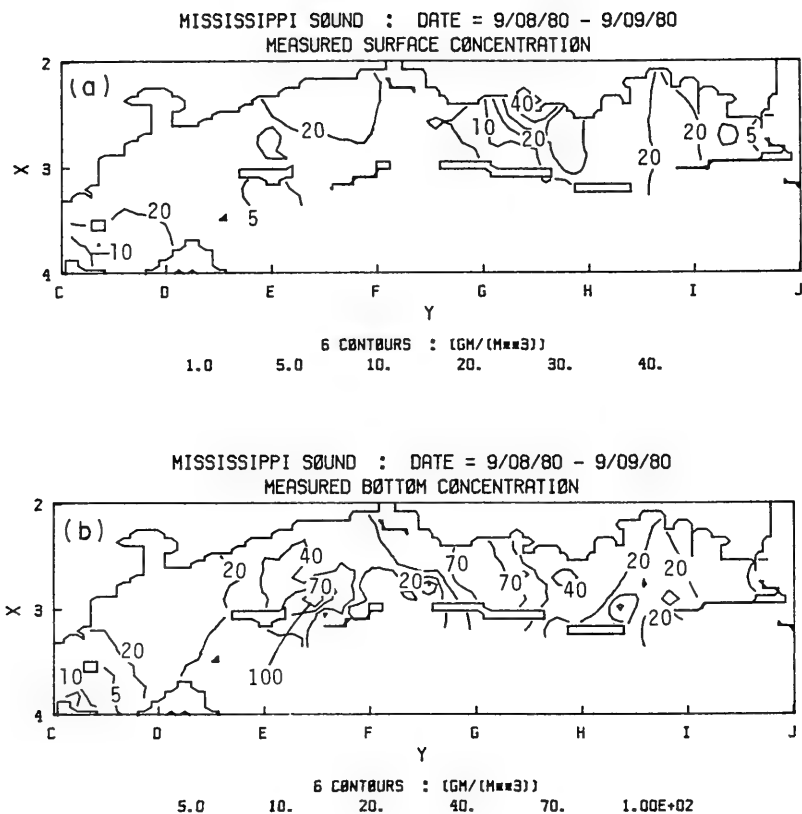 MISSISSIPPI SØUND : DATE = 9/08/80 - 9/09/80
MEASURED SURFACE CØNCENTRATIØN
(a)
2
3
4
X
20
40
10
20
20
20
5
20
5
10
C D E F G H I J
Y
6 CØNTØURS : [GM/(M**3)]
1.0 5.0 10. 20. 30. 40.
MISSISSIPPI SØUND : DATE = 9/08/80 - 9/09/80
MEASURED BØTTØM CØNCENTRATIØN
(b)
2
3
4
X
20
40
70
20
70
70
40
20
20
20
20
10
5
100
C D E F G H I J
Y
6 CØNTØURS : [GM/(M**3)]
5.0 10. 20. 40. 70. 1.00E+02